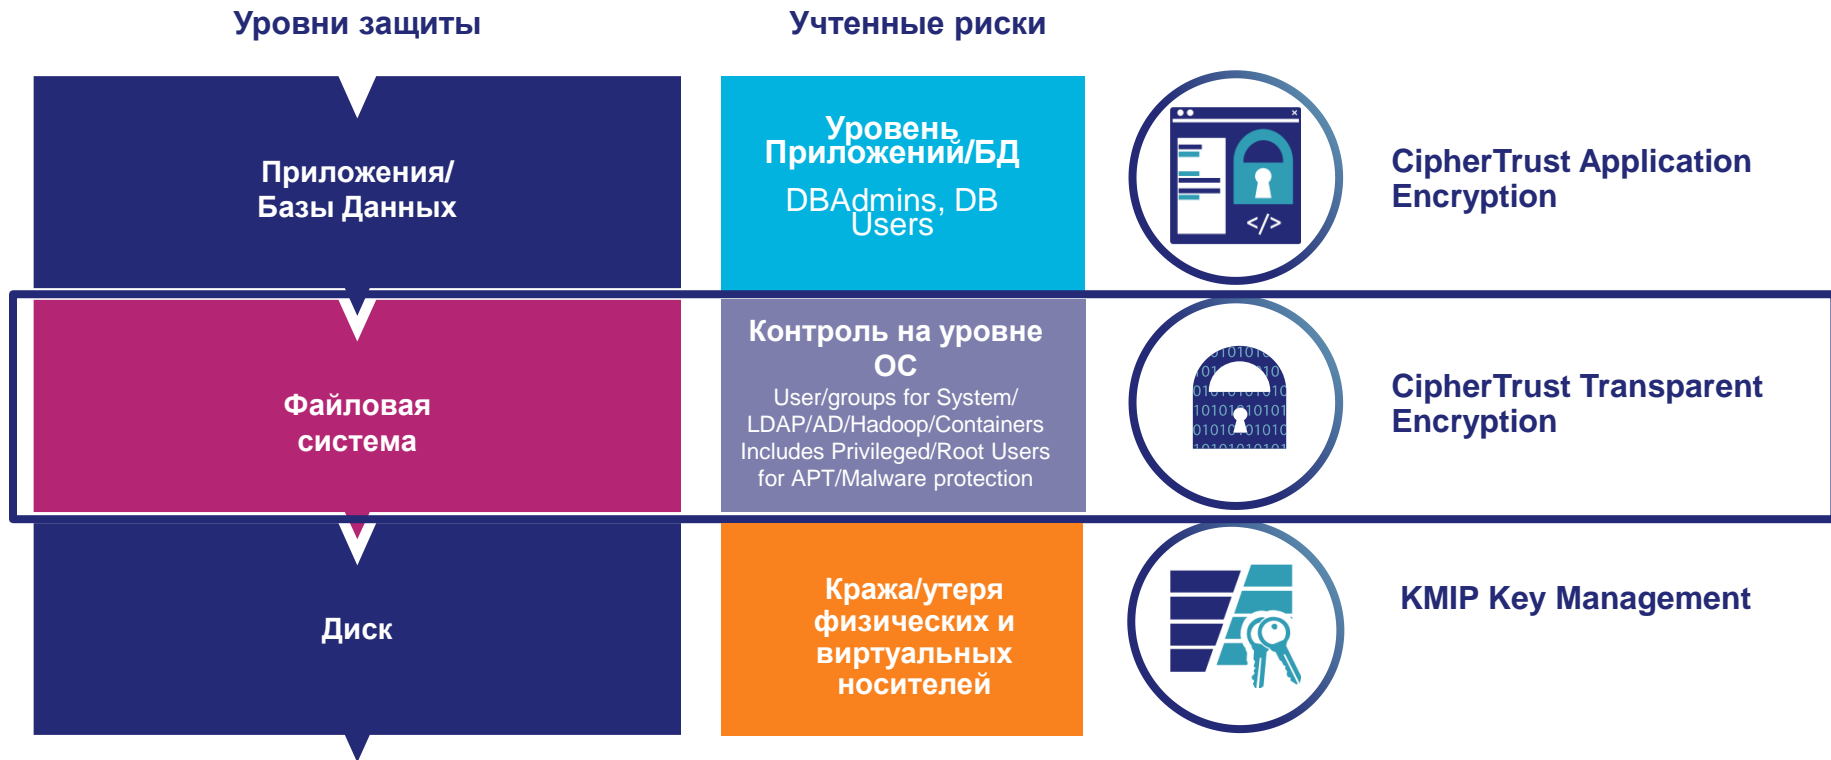 Уровни защиты
Учтенные риски
Приложения/
Базы Данных
Уровень
Приложений/БД
DBAdmins, DB
Users
</>
CipherTrust Application
Encryption
Файловая
система
Контроль на уровне
ОС
User/groups for System/
LDAP/AD/Hadoop/Containers
Includes Privileged/Root Users
for APT/Malware protection
CipherTrust Transparent
Encryption
Диск
Кража/утеря
физических и
виртуальных
носителей
KMIP Key Management